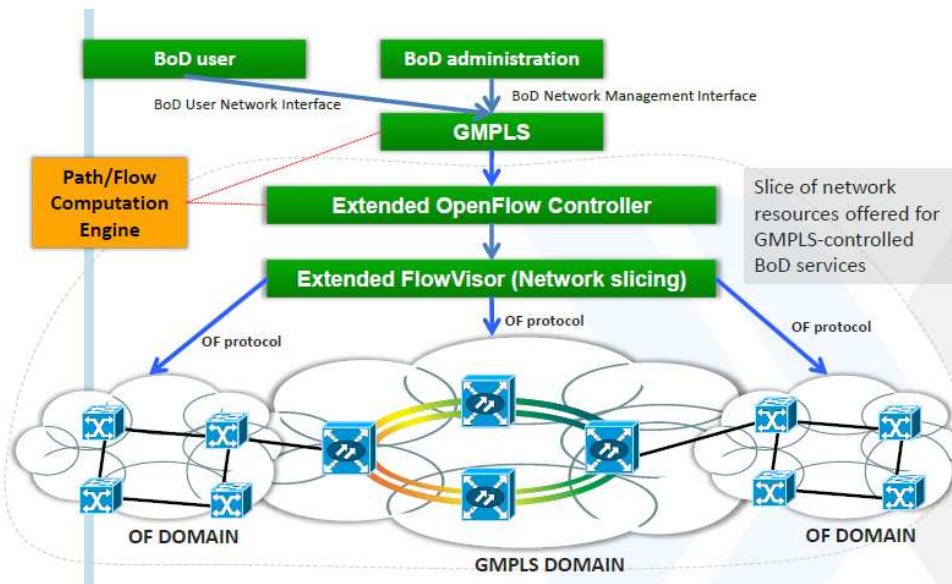 BoD user
BoD administration
BoD User Network Interface
BoD Network Management Interface
GMPLS
Path/Flow
Computation
Engine
Extended OpenFlow Controller
Slice of network
resources offered for
GMPLS-controlled
BoD services
Extended FlowVisor (Network slicing)
OF protocol
OF protocol
OF protocol
OF DOMAIN
GMPLS DOMAIN
OF DOMAIN